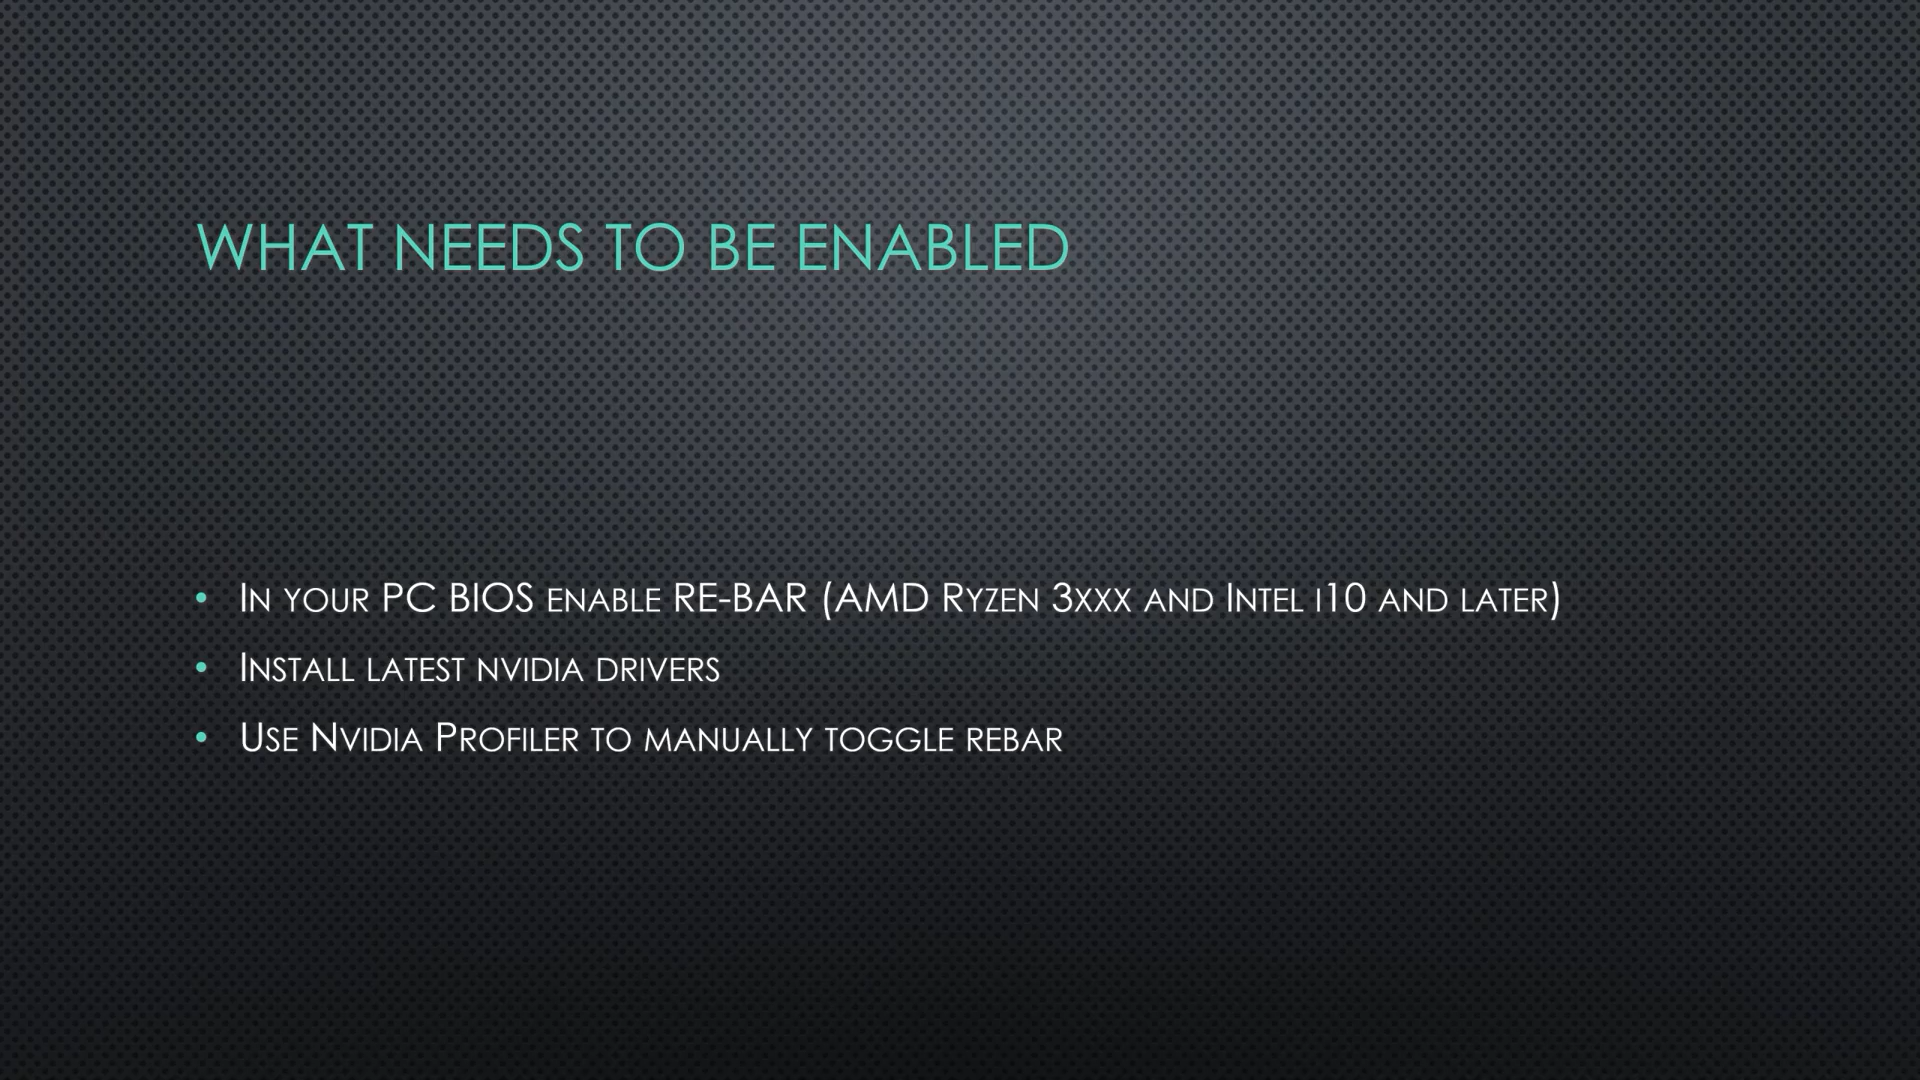 WHAT NEEDS TO BE ENABLED
• In your PC BIOS enable RE-BAR (AMD Ryzen 3xxx and Intel i10 and later)
• Install latest nvidia drivers
• Use Nvidia Profiler to manually toggle rebar